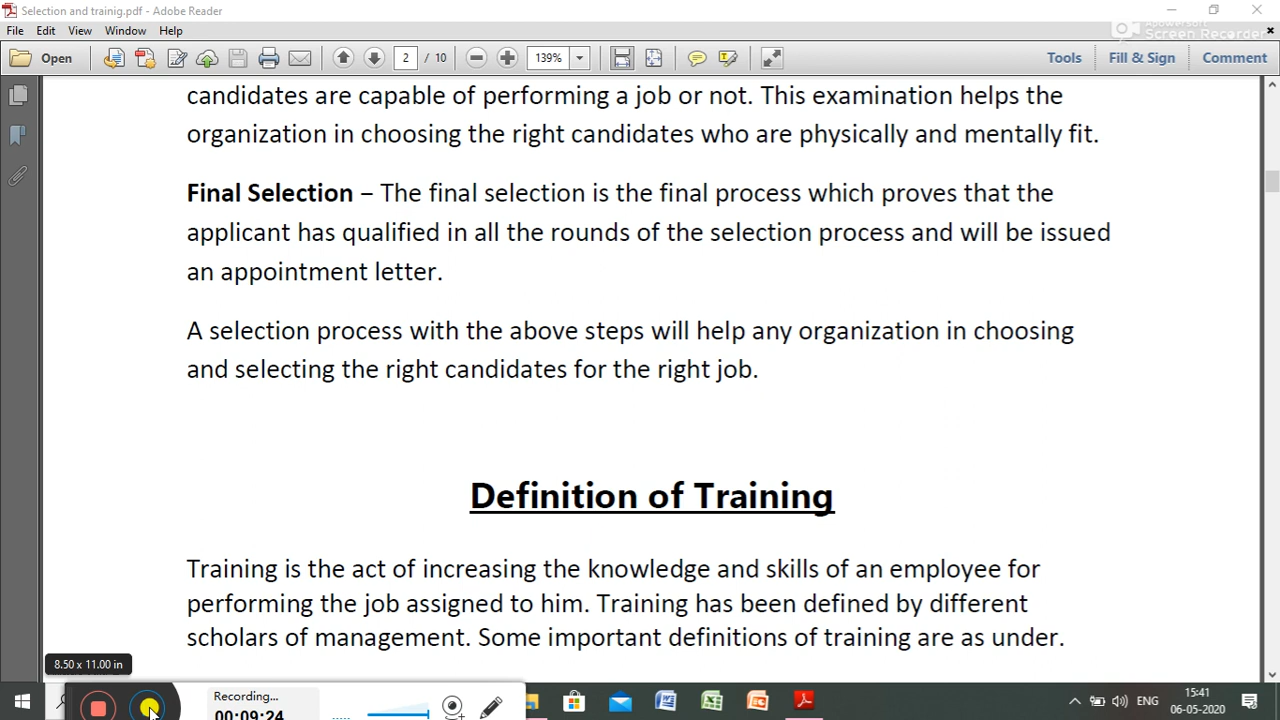 Selection and trainig.pdf - Adobe Reader
Apowersoft
Screen Recorder
File Edit View Window Help
Open 2 / 10 139% Tools Fill & Sign Comment
candidates are capable of performing a job or not. This examination helps the
organization in choosing the right candidates who are physically and mentally fit.
Final Selection – The final selection is the final process which proves that the
applicant has qualified in all the rounds of the selection process and will be issued
an appointment letter.
A selection process with the above steps will help any organization in choosing
and selecting the right candidates for the right job.
Definition of Training
Training is the act of increasing the knowledge and skills of an employee for
performing the job assigned to him. Training has been defined by different
scholars of management. Some important definitions of training are as under.
8.50 x 11.00 in
Recording...
00:09:24
ENG
15:41
06-05-2020